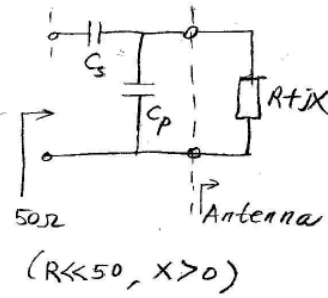 Cs
Cp
R+jX
50Ω
Antenna
(R<<50, X>0)